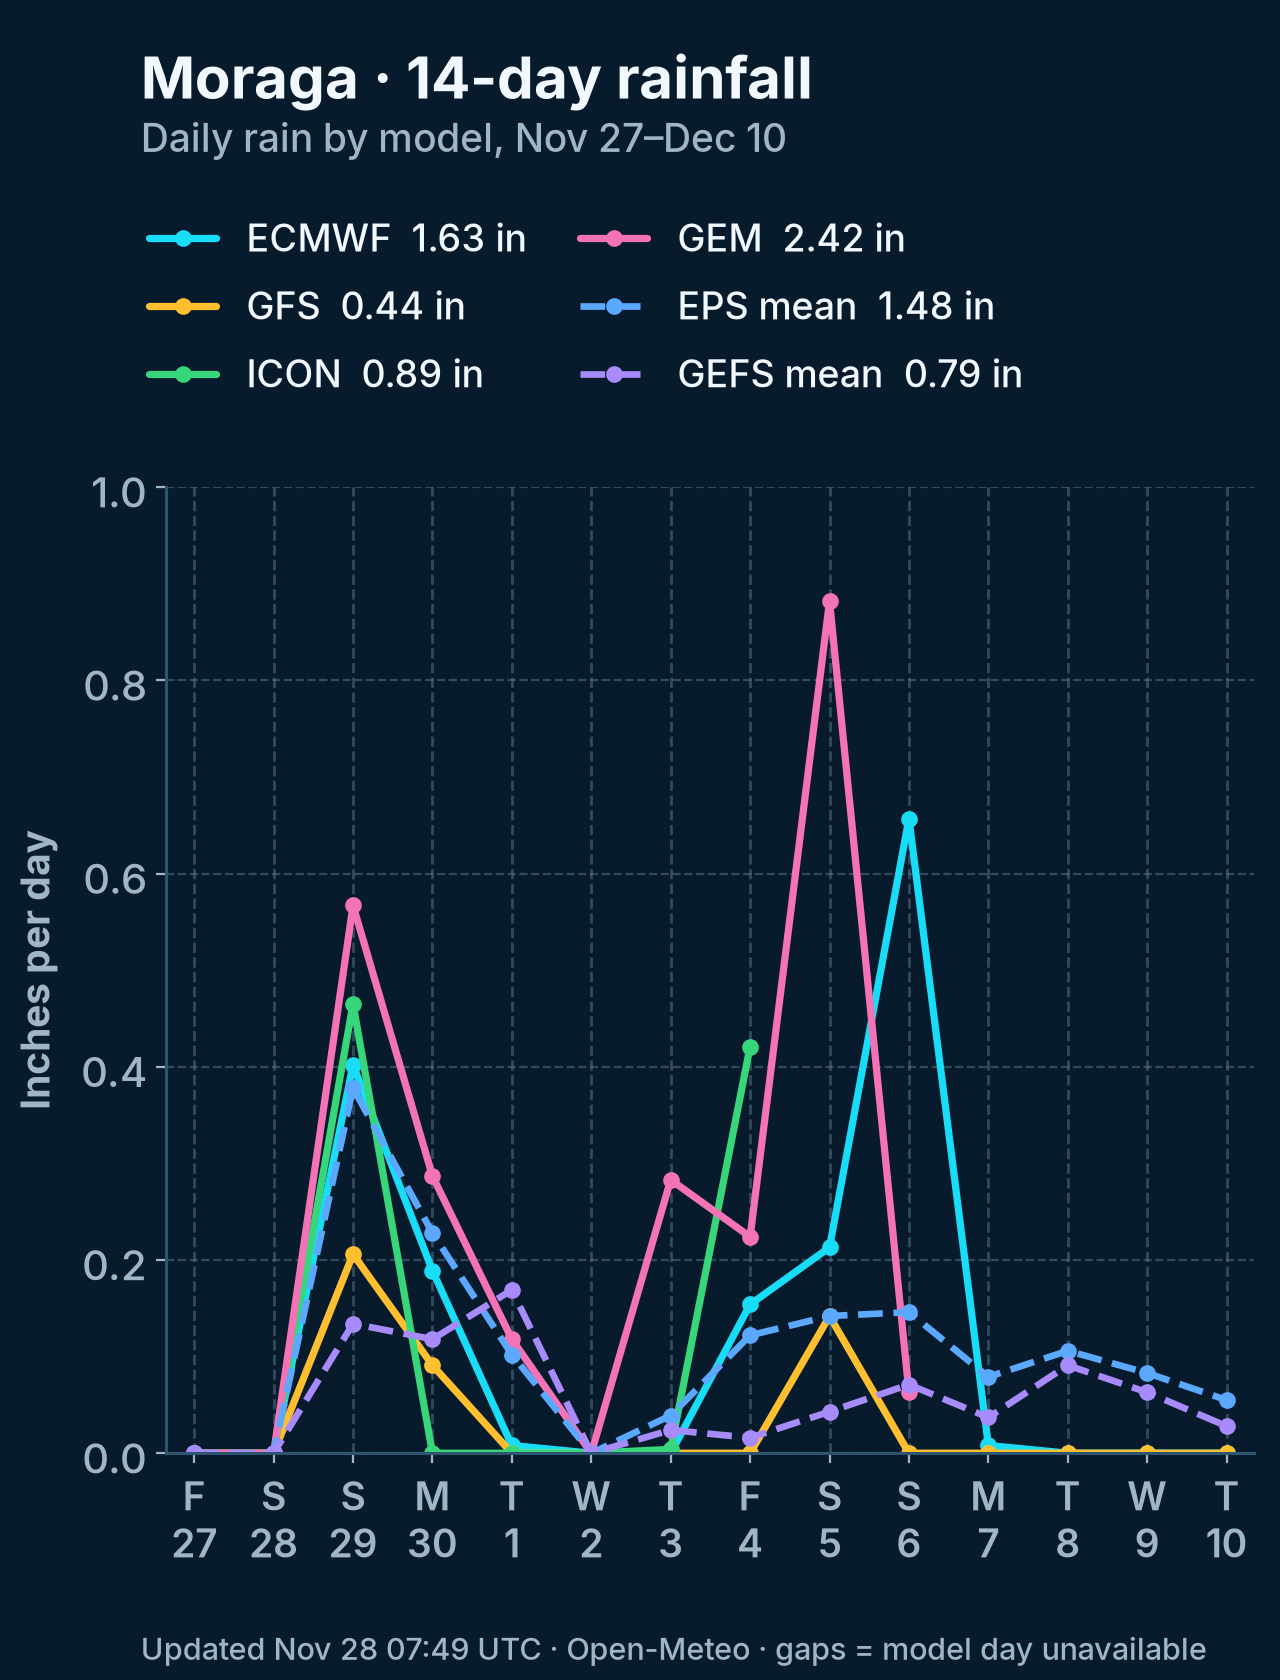 Moraga · 14-day rainfall
Daily rain by model, Nov 27–Dec 10
ECMWF 1.63 in
GEM 2.42 in
GFS 0.44 in
EPS mean 1.48 in
ICON 0.89 in
GEFS mean 0.79 in
Inches per day
1.0
0.8
0.6
0.4
0.2
0.0
F S S M T W T F S S M T W T
27 28 29 30 1 2 3 4 5 6 7 8 9 10
Updated Nov 28 07:49 UTC · Open-Meteo · gaps = model day unavailable